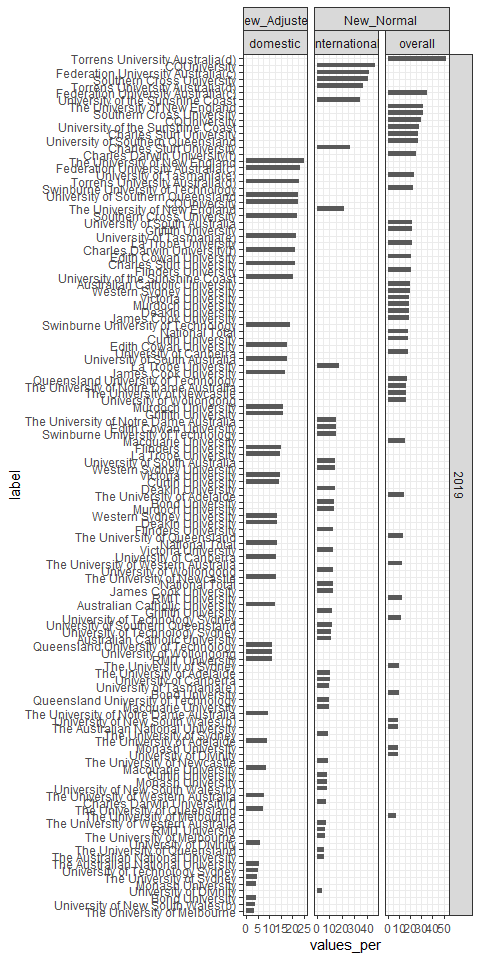 ew_Adjuste
New_Normal
domestic
nternational
overall
Torrens University Australia(d)
CQUniversity
Federation University Australia(c)
Southern Cross University
Torrens University Australia(d)
Federation University Australia(c)
University of the Sunshine Coast
The University of New England
Southern Cross University
CQUniversity
University of the Sunshine Coast
Charles Sturt University
University of Southern Queensland
Charles Sturt University
Charles Darwin University(f)
The University of New England
Federation University Australia(c)
University of Tasmania(e)
Torrens University Australia(d)
Swinburne University of Technology
University of Southern Queensland
CQUniversity
The University of New England
Southern Cross University
University of South Australia
Griffith University
University of Tasmania(e)
La Trobe University
Charles Darwin University(f)
Edith Cowan University
Charles Sturt University
Flinders University
University of the Sunshine Coast
Australian Catholic University
Western Sydney University
Victoria University
Murdoch University
Deakin University
James Cook University
Swinburne University of Technology
National Total
Curtin University
Edith Cowan University
University of Canberra
University of South Australia
La Trobe University
James Cook University
Queensland University of Technology
The University of Notre Dame Australia
The University of Newcastle
University of Wollongong
Murdoch University
Griffith University
The University of Notre Dame Australia
Edith Cowan University
Swinburne University of Technology
Macquarie University
Flinders University
La Trobe University
University of South Australia
Western Sydney University
Victoria University
Curtin University
Deakin University
The University of Adelaide
Bond University
Murdoch University
Western Sydney University
Deakin University
Flinders University
The University of Queensland
National Total
Victoria University
University of Canberra
The University of Western Australia
University of Wollongong
The University of Newcastle
National Total
James Cook University
RMIT University
Australian Catholic University
Griffith University
University of Technology Sydney
University of Southern Queensland
University of Technology Sydney
Australian Catholic University
Queensland University of Technology
University of Wollongong
RMIT University
The University of Sydney
The University of Adelaide
University of Canberra
University of Tasmania(e)
Bond University
Queensland University of Technology
Macquarie University
The University of Notre Dame Australia
University of New South Wales(b)
The Australian National University
The University of Sydney
The University of Adelaide
Monash University
University of Divinity
The University of Newcastle
Macquarie University
Curtin University
Monash University
University of New South Wales(b)
The University of Western Australia
Charles Darwin University(f)
The University of Queensland
The University of Melbourne
The University of Western Australia
RMIT University
The University of Melbourne
University of Divinity
The University of Queensland
The Australian National University
The Australian National University
University of Technology Sydney
The University of Sydney
Monash University
University of Divinity
Bond University
University of New South Wales(b)
The University of Melbourne
label
2019
0 5 10 15 20 25
0 10 20 30 40
0 10 20 30 40 50
values_per